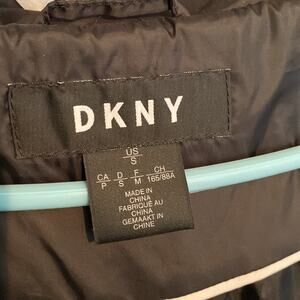 DKNY
US
S
CA D F CH
P S M 165/88A
MADE IN
CHINA
FABRIQUÉ AU
CHINA
GEMAAKT IN
CHINE